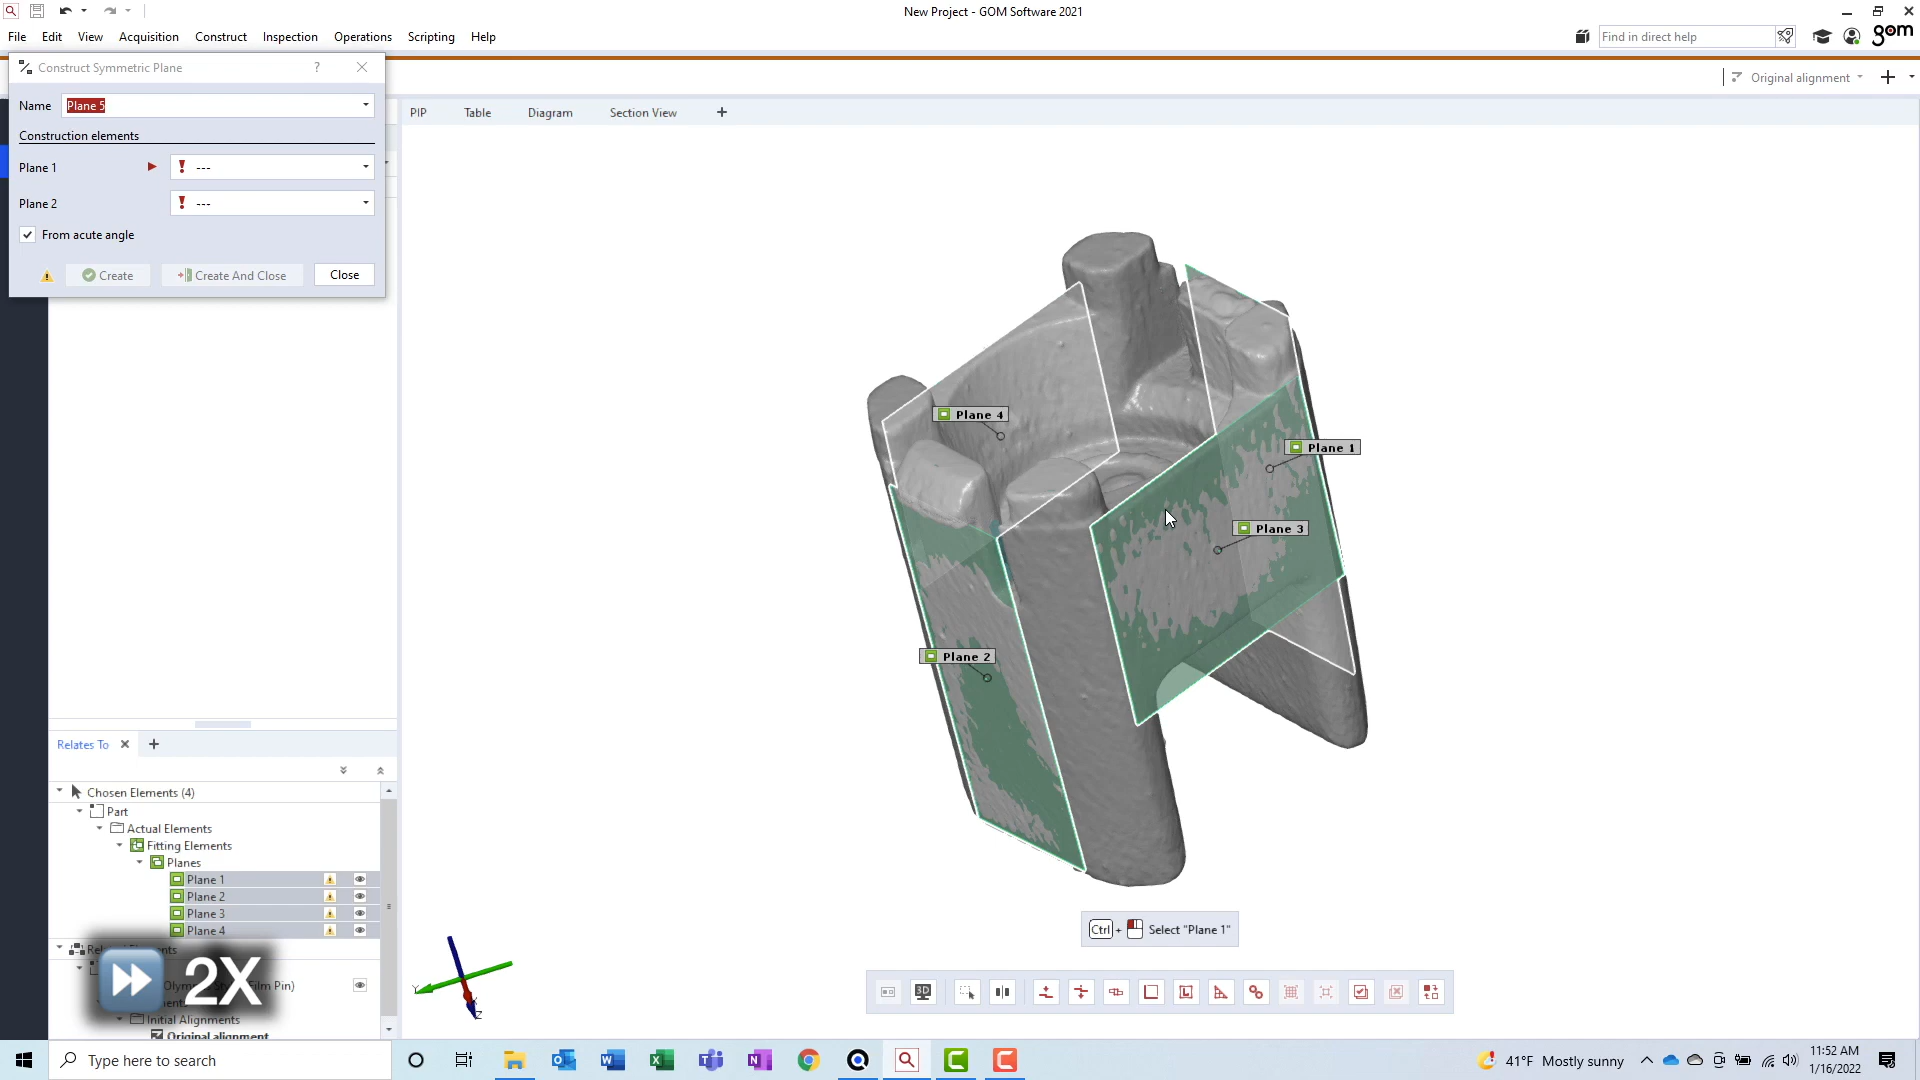 New Project - GOM Software 2021
File Edit View Acquisition Construct Inspection Operations Scripting Help
Find in direct help
gom
Construct Symmetric Plane ?
Original alignment
Name Plane 5
PIP Table Diagram Section View
Construction elements
Plane 1 ---
Plane 2 ---
From acute angle
Create Create And Close Close
Plane 4
Plane 1
Plane 3
Plane 2
Relates To
Chosen Elements (4)
Part
Actual Elements
Fitting Elements
Planes
Plane 1
Plane 2
Plane 3
Plane 4
2X
Film Pin)
Initial Alignments
Original alignment
Ctrl + Select "Plane 1"
Y
Z
3D
Type here to search
41°F Mostly sunny
11:52 AM
1/16/2022